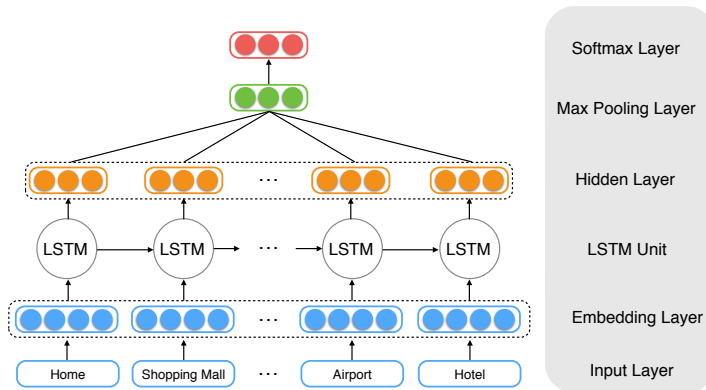 Softmax Layer
Max Pooling Layer
... Hidden Layer
LSTM LSTM ... LSTM LSTM LSTM Unit
... Embedding Layer
Home Shopping Mall ... Airport Hotel Input Layer